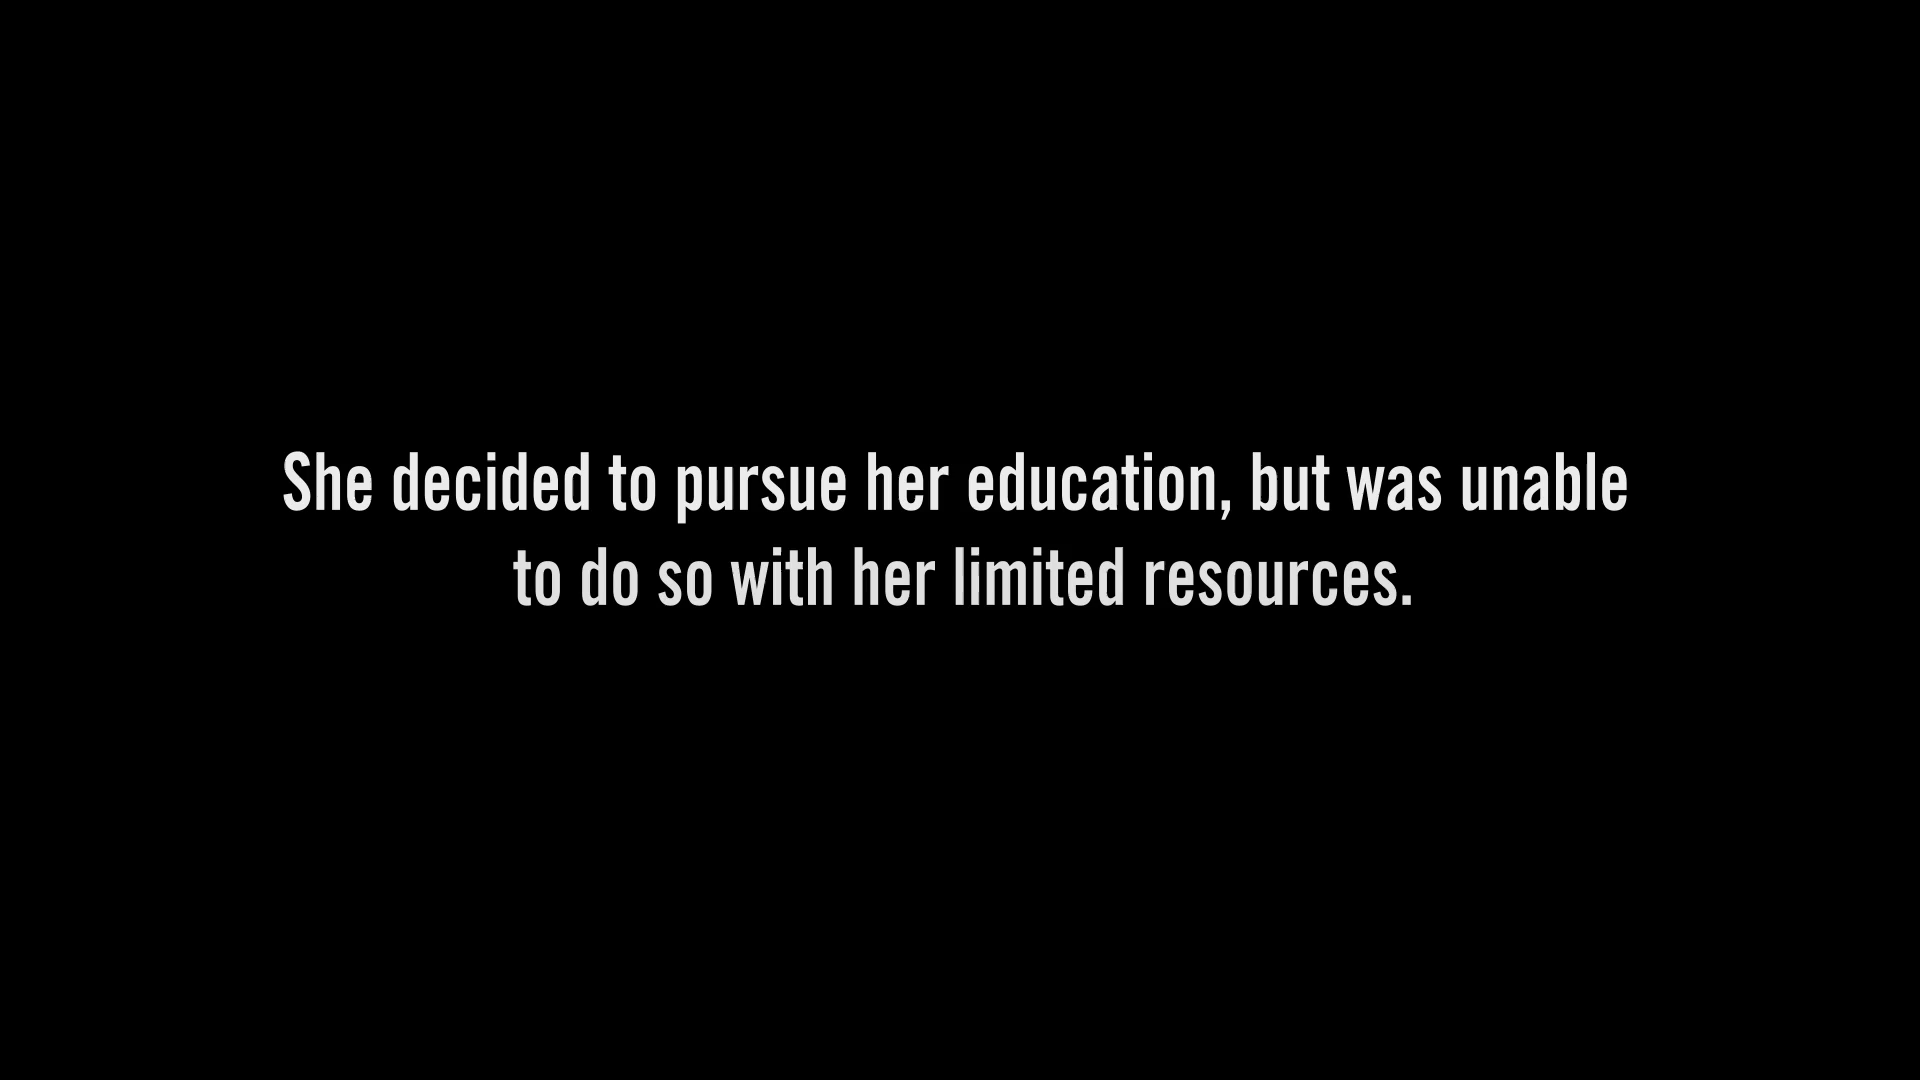 She decided to pursue her education, but was unable
to do so with her limited resources.